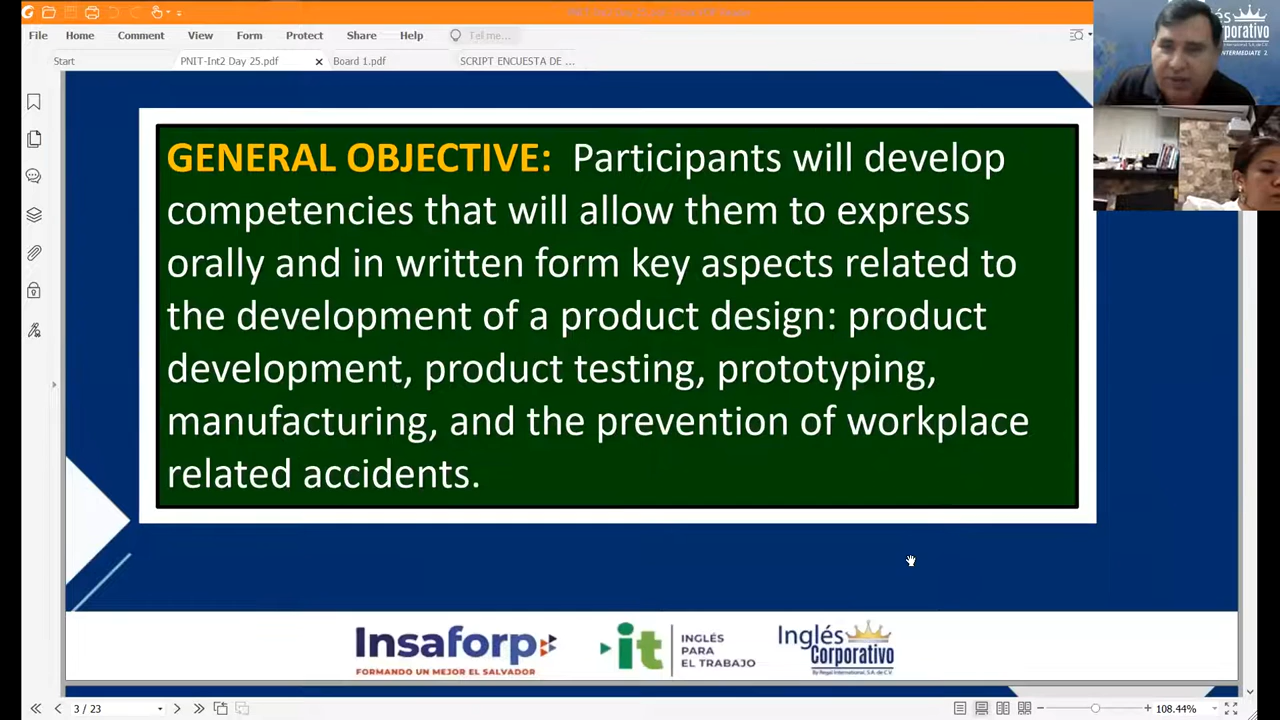 File Home Comment View Form Protect Share Help Tell me...
Start PNIT-Int2 Day 25.pdf Board 1.pdf SCRIPT ENCUESTA DE ...
GENERAL OBJECTIVE: Participants will develop
competencies that will allow them to express
orally and in written form key aspects related to
the development of a product design: product
development, product testing, prototyping,
manufacturing, and the prevention of workplace
related accidents.
Insaforp
FORMANDO UN MEJOR EL SALVADOR
it
INGLÉS
PARA
EL TRABAJO
Inglés
Corporativo
By Regal International, S.A. de C.V.
INTERMEDIATE 2
3 / 23
108.44%